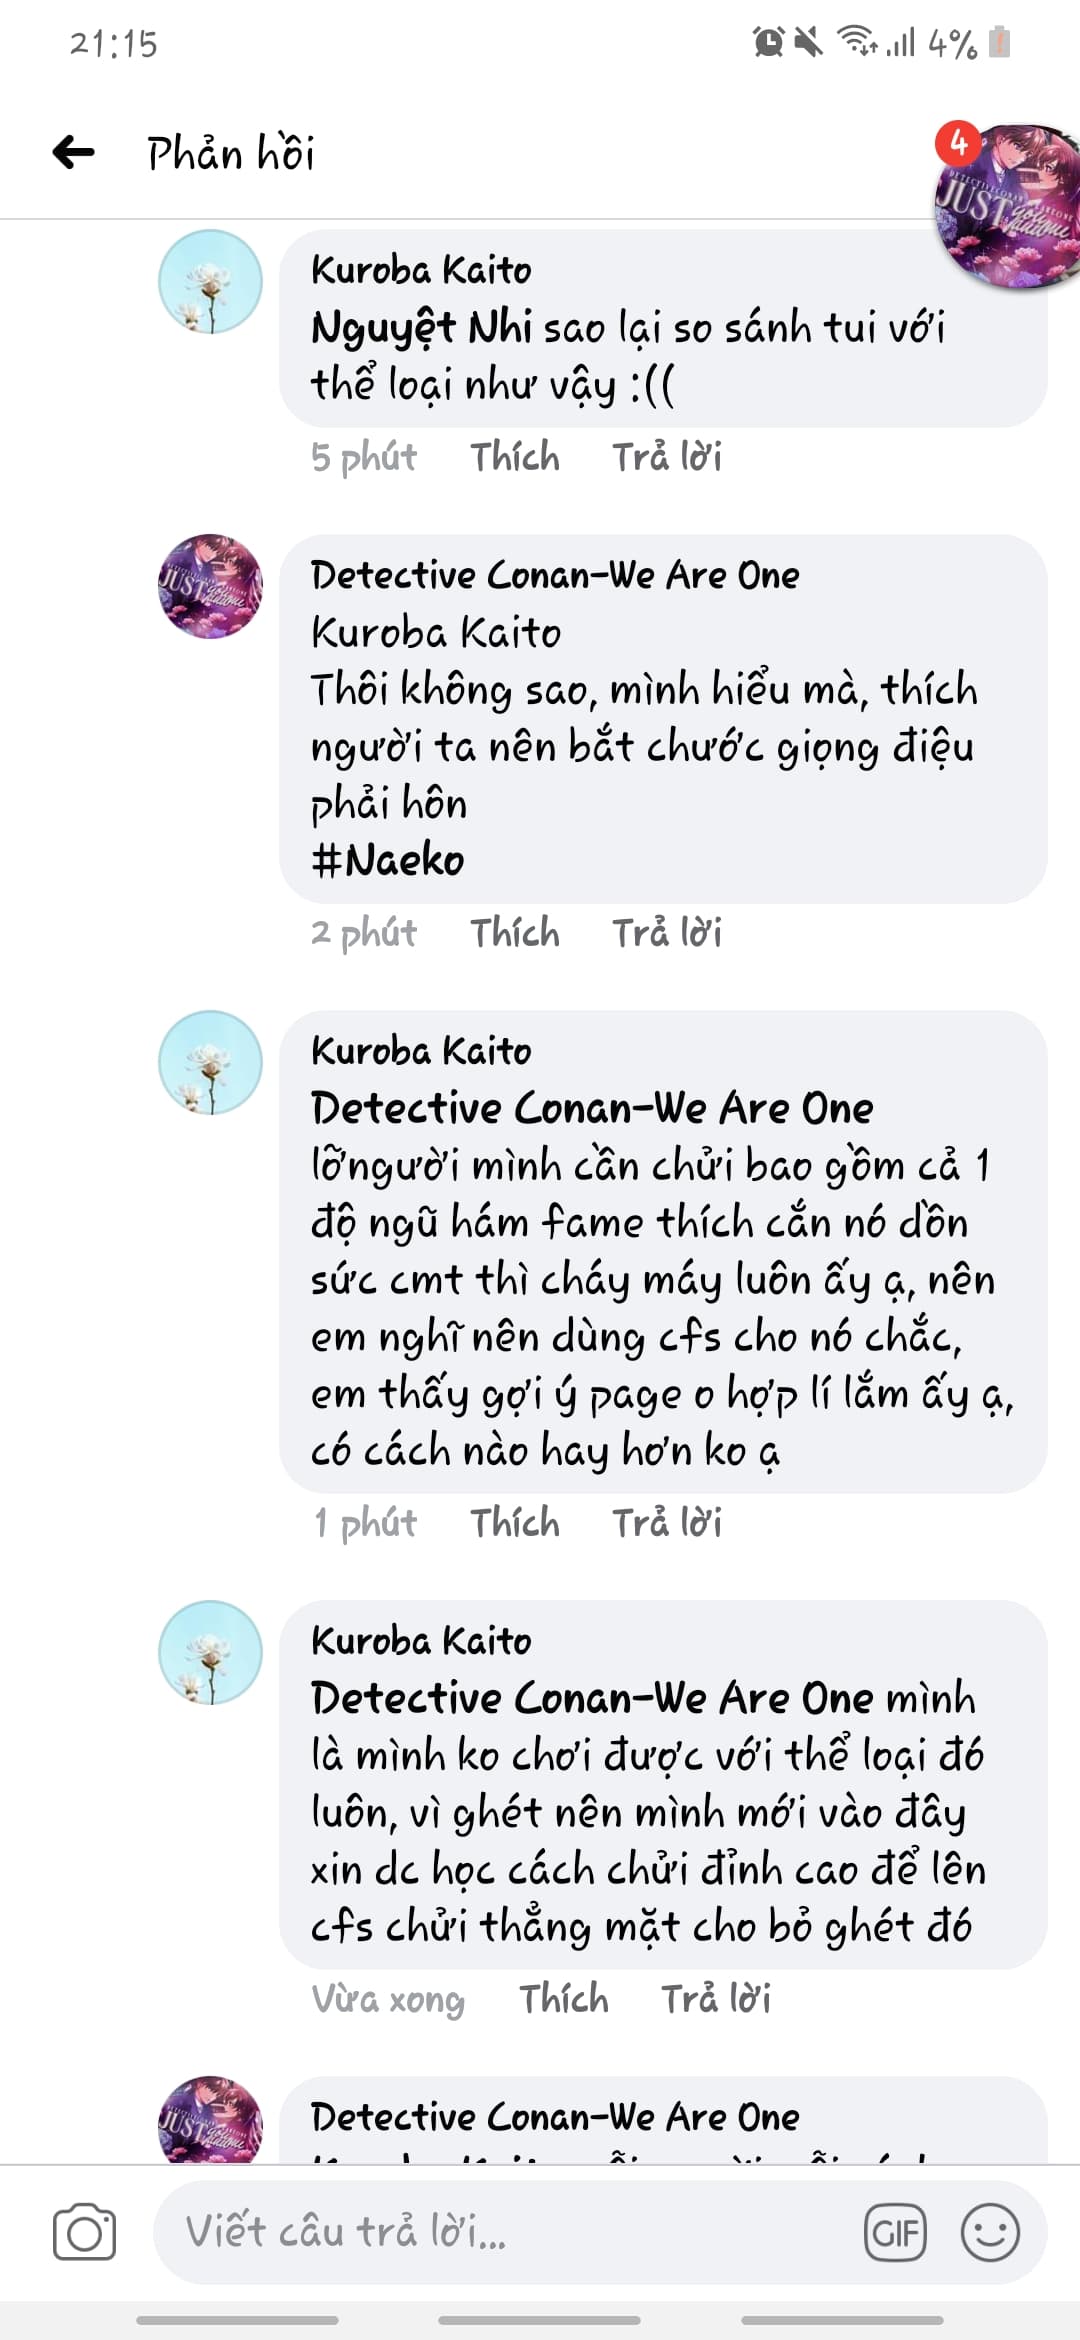 21:15
4%
Phản hồi
4
DETECTIVE CONAN
JUST
you
Kuroba Kaito
Nguyệt Nhi sao lại so sánh tui với
thể loại như vậy :((
5 phút Thích Trả lời
JUST
Detective Conan-We Are One
Kuroba Kaito
Thôi không sao, mình hiểu mà, thích
người ta nên bắt chước giọng điệu
phải hôn
#Naeko
2 phút Thích Trả lời
Kuroba Kaito
Detective Conan-We Are One
lỡngười mình cần chửi bao gồm cả 1
độ ngũ hám fame thích cắn nó dồn
sức cmt thì cháy máy luôn ấy ạ, nên
em nghĩ nên dùng cfs cho nó chắc,
em thấy gợi ý page o hợp lí lắm ấy ạ,
có cách nào hay hơn ko ạ
1 phút Thích Trả lời
Kuroba Kaito
Detective Conan-We Are One mình
là mình ko chơi được với thể loại đó
luôn, vì ghét nên mình mới vào đây
xin dc học cách chửi đỉnh cao để lên
cfs chửi thẳng mặt cho bỏ ghét đó
Vừa xong Thích Trả lời
JUST
Detective Conan-We Are One
Viết câu trả lời...
GIF